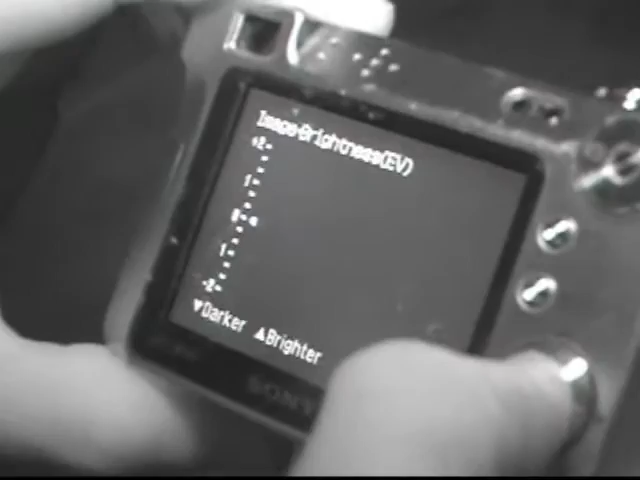 Image Brightness(EV)
+2-
1-
0-
1-
-2-
▼Darker ▲Brighter
SONY